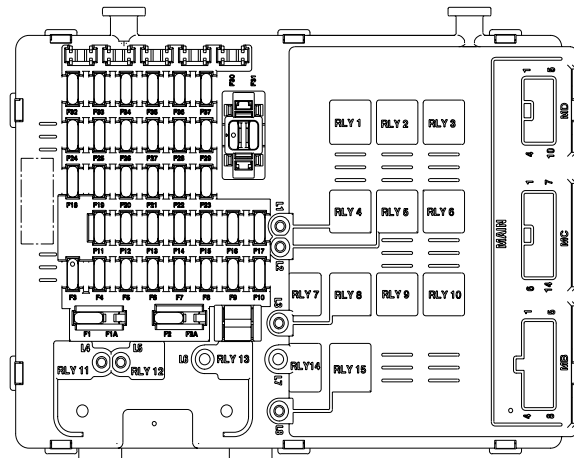 F30 F31
F32 F33 F34 F35 F36 F37
RLY 1 RLY 2 RLY 3
1 5
MD
4 10
F24 F25 F26 F27 F28 F29
F18 F19 F20 F21 F22 F23
L1
RLY 4 RLY 5 RLY 6
MAIN
1 7
MC
5 14
F11 F12 F13 F14 F15 F16 F17
L2
F3 F4 F5 F6 F7 F8 F9 F10
L3
RLY 7 RLY 8 RLY 9 RLY 10
1 5
MB
4 8
F1 F1A F2 F2A
L4 L5 L6
RLY 11 RLY 12 RLY 13
L7
RLY14 RLY 15